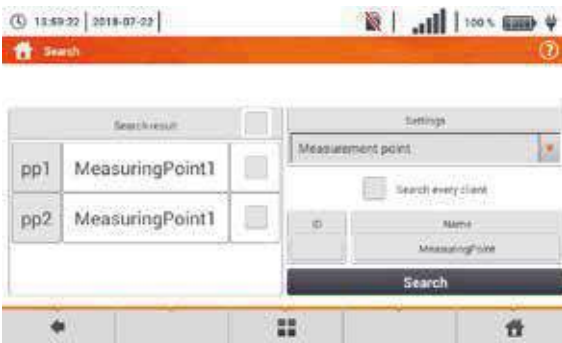 13:59:22 | 2018-07-22 | 100 %
Search
Search result
Settings
Measurement point
pp1 MeasuringPoint1
Search every client
pp2 MeasuringPoint1
ID Name
MeasuringPoint
Search